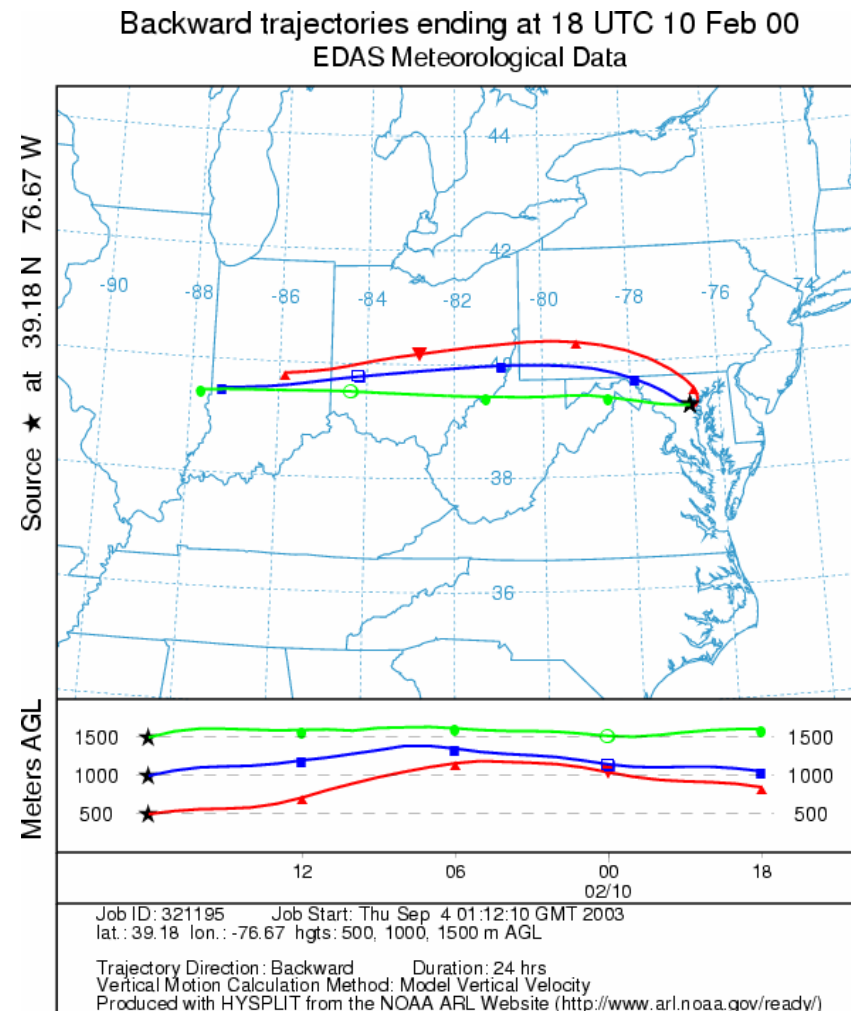 Backward trajectories ending at 18 UTC 10 Feb 00
EDAS Meteorological Data
Source ★ at 39.18 N 76.67 W
44
42
-90
-88
-86
-84
-82
-80
-78
-76
74
40
38
36
Meters AGL
1500
1500
1000
1000
500
500
12
06
00
18
02/10
Job ID: 321195 Job Start: Thu Sep 4 01:12:10 GMT 2003
lat.: 39.18 lon.: -76.67 hgts: 500, 1000, 1500 m AGL
Trajectory Direction: Backward Duration: 24 hrs
Vertical Motion Calculation Method: Model Vertical Velocity
Produced with HYSPLIT from the NOAA ARL Website (http://www.arl.noaa.gov/ready/)